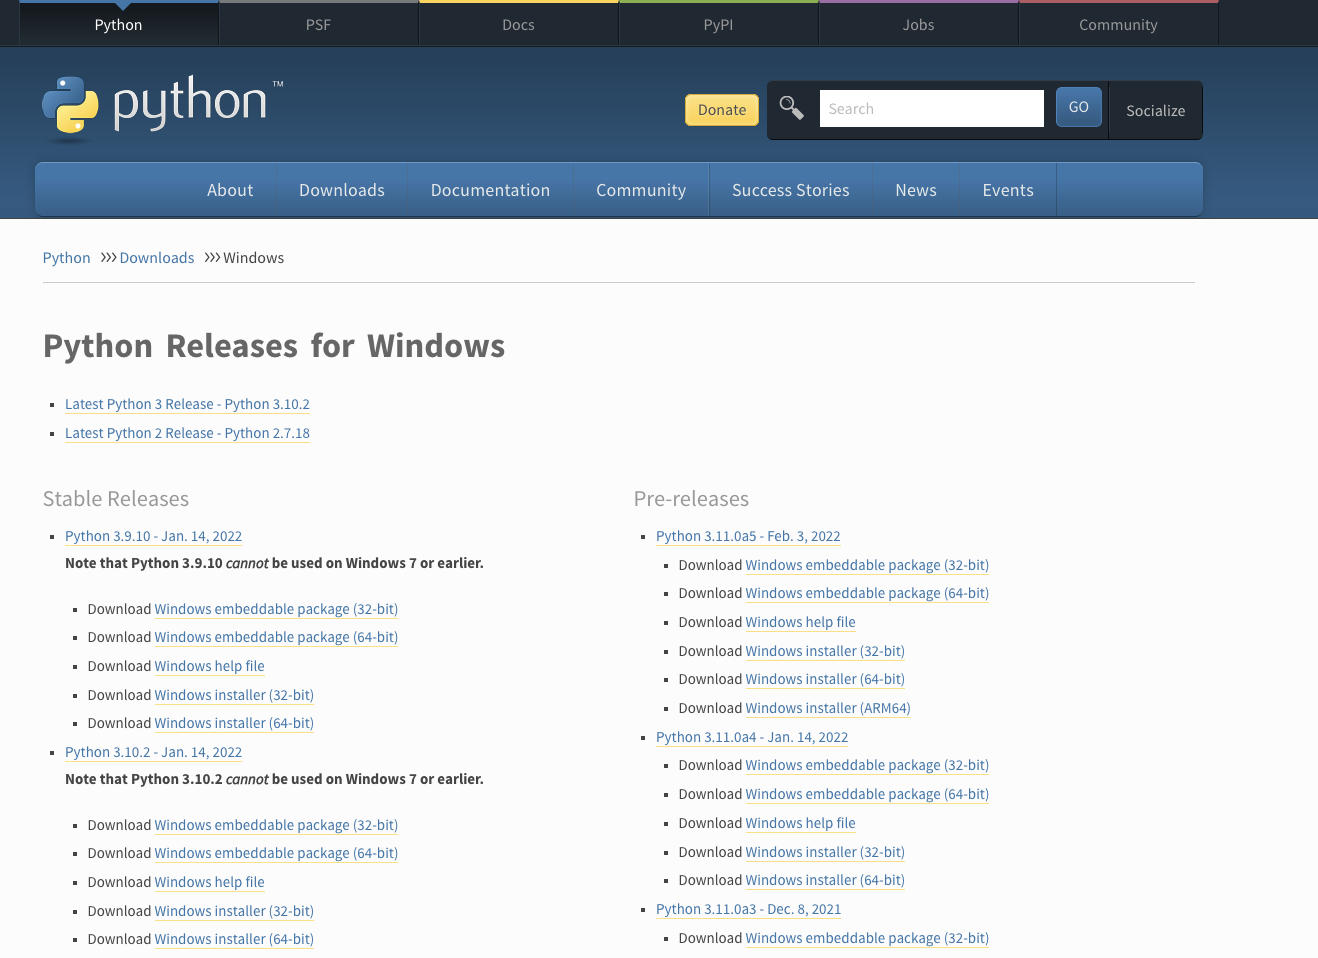 Python
PSF
Docs
PyPI
Jobs
Community
python™
Donate
Search
GO
Socialize
About
Downloads
Documentation
Community
Success Stories
News
Events
Python >>> Downloads >>> Windows
Python Releases for Windows
Latest Python 3 Release - Python 3.10.2
Latest Python 2 Release - Python 2.7.18
Stable Releases
Python 3.9.10 - Jan. 14, 2022
Note that Python 3.9.10 cannot be used on Windows 7 or earlier.
Download Windows embeddable package (32-bit)
Download Windows embeddable package (64-bit)
Download Windows help file
Download Windows installer (32-bit)
Download Windows installer (64-bit)
Python 3.10.2 - Jan. 14, 2022
Note that Python 3.10.2 cannot be used on Windows 7 or earlier.
Download Windows embeddable package (32-bit)
Download Windows embeddable package (64-bit)
Download Windows help file
Download Windows installer (32-bit)
Download Windows installer (64-bit)
Pre-releases
Python 3.11.0a5 - Feb. 3, 2022
Download Windows embeddable package (32-bit)
Download Windows embeddable package (64-bit)
Download Windows help file
Download Windows installer (32-bit)
Download Windows installer (64-bit)
Download Windows installer (ARM64)
Python 3.11.0a4 - Jan. 14, 2022
Download Windows embeddable package (32-bit)
Download Windows embeddable package (64-bit)
Download Windows help file
Download Windows installer (32-bit)
Download Windows installer (64-bit)
Python 3.11.0a3 - Dec. 8, 2021
Download Windows embeddable package (32-bit)